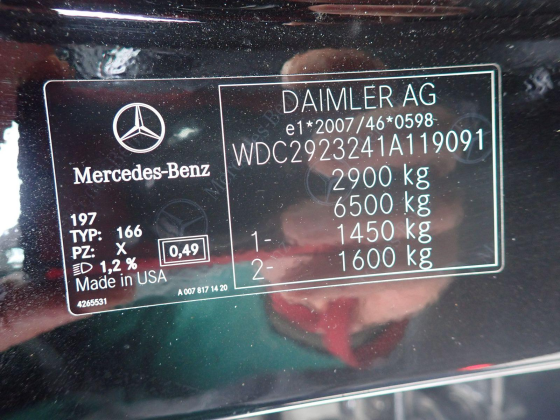 DAIMLER AG
e1*2007/46*0598
WDC2923241A119091
2900 kg
6500 kg
1- 1450 kg
2- 1600 kg
Mercedes-Benz
197
TYP: 166
PZ: X
1,2 %
0,49
Made in USA
4265531
A 007 817 14 20